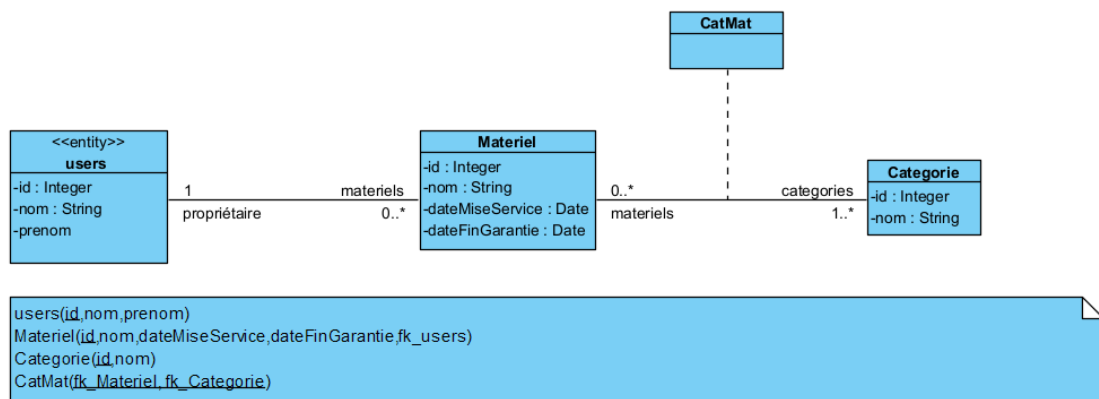 CatMat
<<entity>>
users
-id : Integer
-nom : String
-prenom
1
propriétaire
materiels
0..*
Materiel
-id : Integer
-nom : String
-dateMiseService : Date
-dateFinGarantie : Date
0..*
materiels
categories
1..*
Categorie
-id : Integer
-nom : String
users(id,nom,prenom)
Materiel(id,nom,dateMiseService,dateFinGarantie,fk_users)
Categorie(id,nom)
CatMat(fk_Materiel, fk_Categorie)